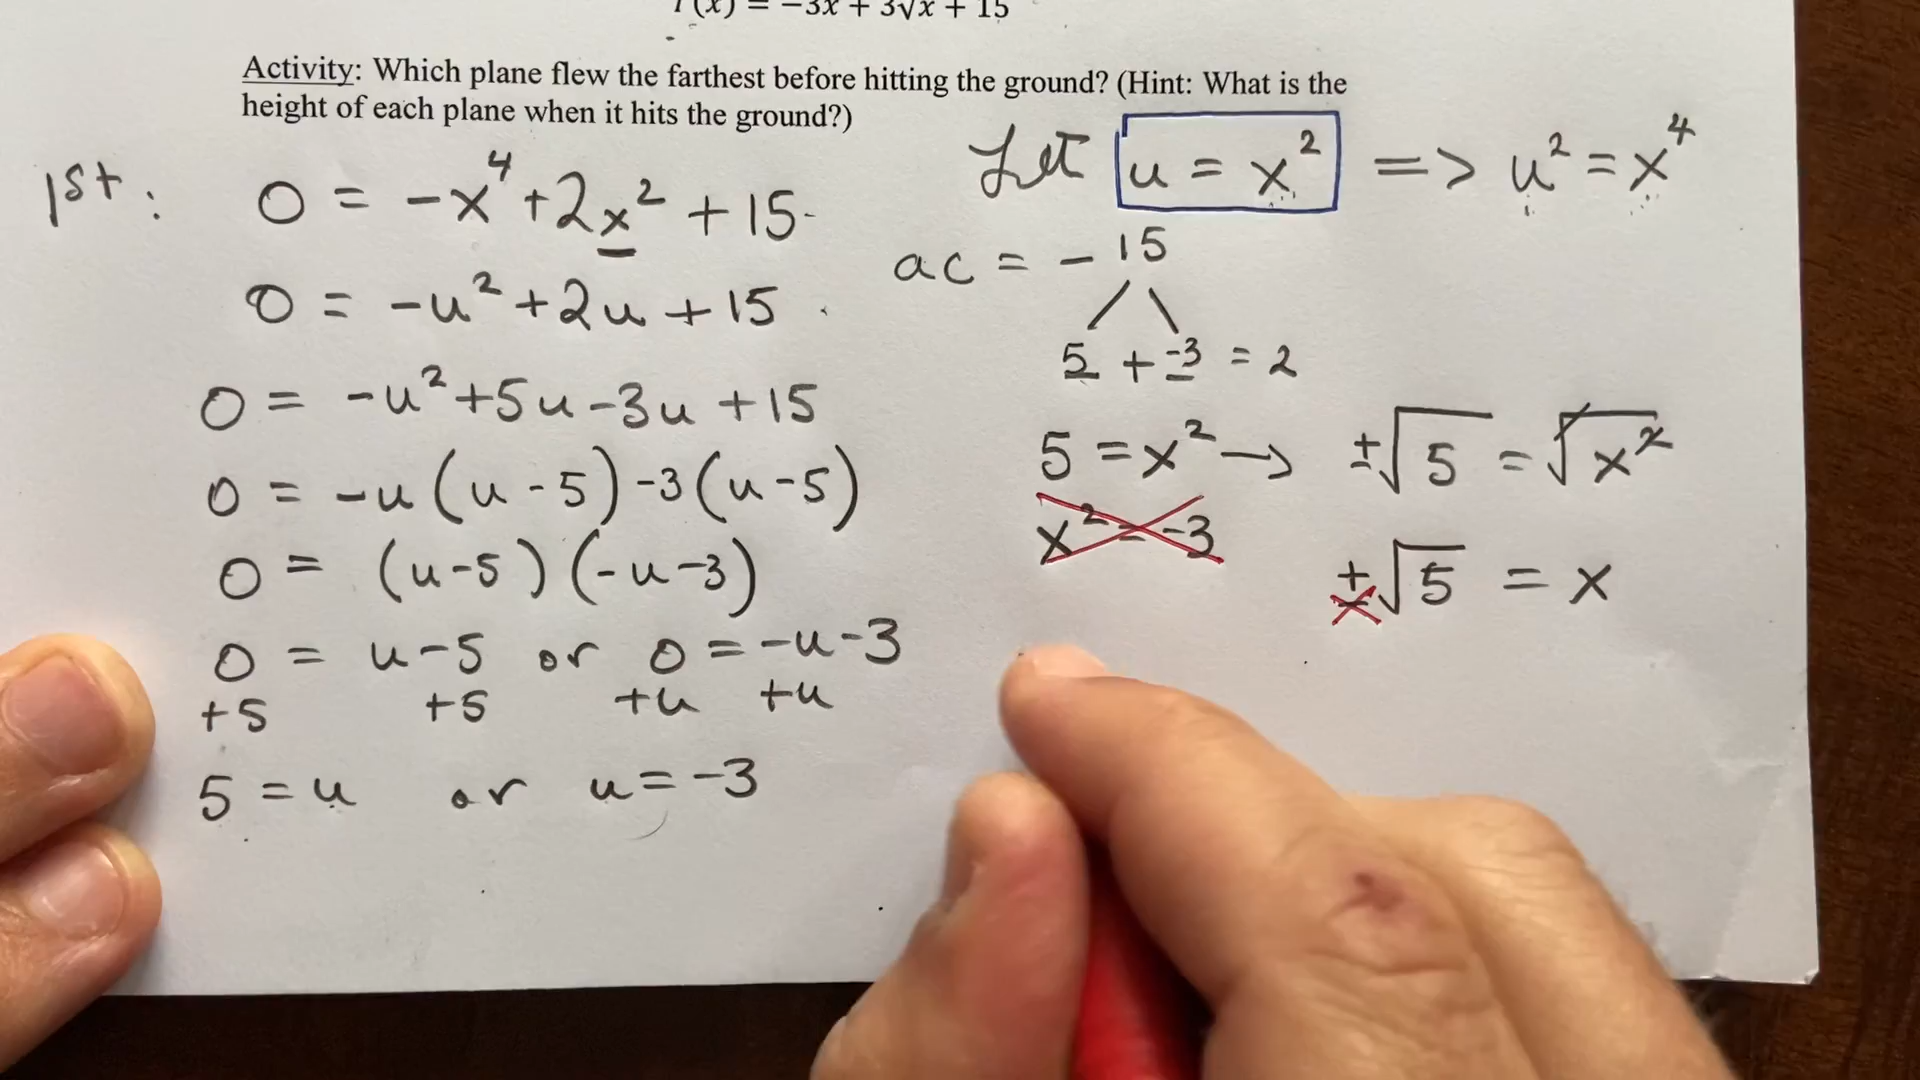 (x) = −3x + 3√x + 15
Activity: Which plane flew the farthest before hitting the ground? (Hint: What is the
height of each plane when it hits the ground?)
1st:
0 = -x⁴ + 2x² + 15
0 = -u² + 2u + 15
0 = -u² + 5u - 3u + 15
0 = -u(u - 5) - 3(u - 5)
0 = (u - 5)(-u - 3)
0 = u - 5 or 0 = -u - 3
+5 +5 +u +u
5 = u or u = -3
Let u = x² => u² = x⁴
ac = -15
5 + -3 = 2
5 = x² → ±√5 = √x²
x² = -3
±√5 = x